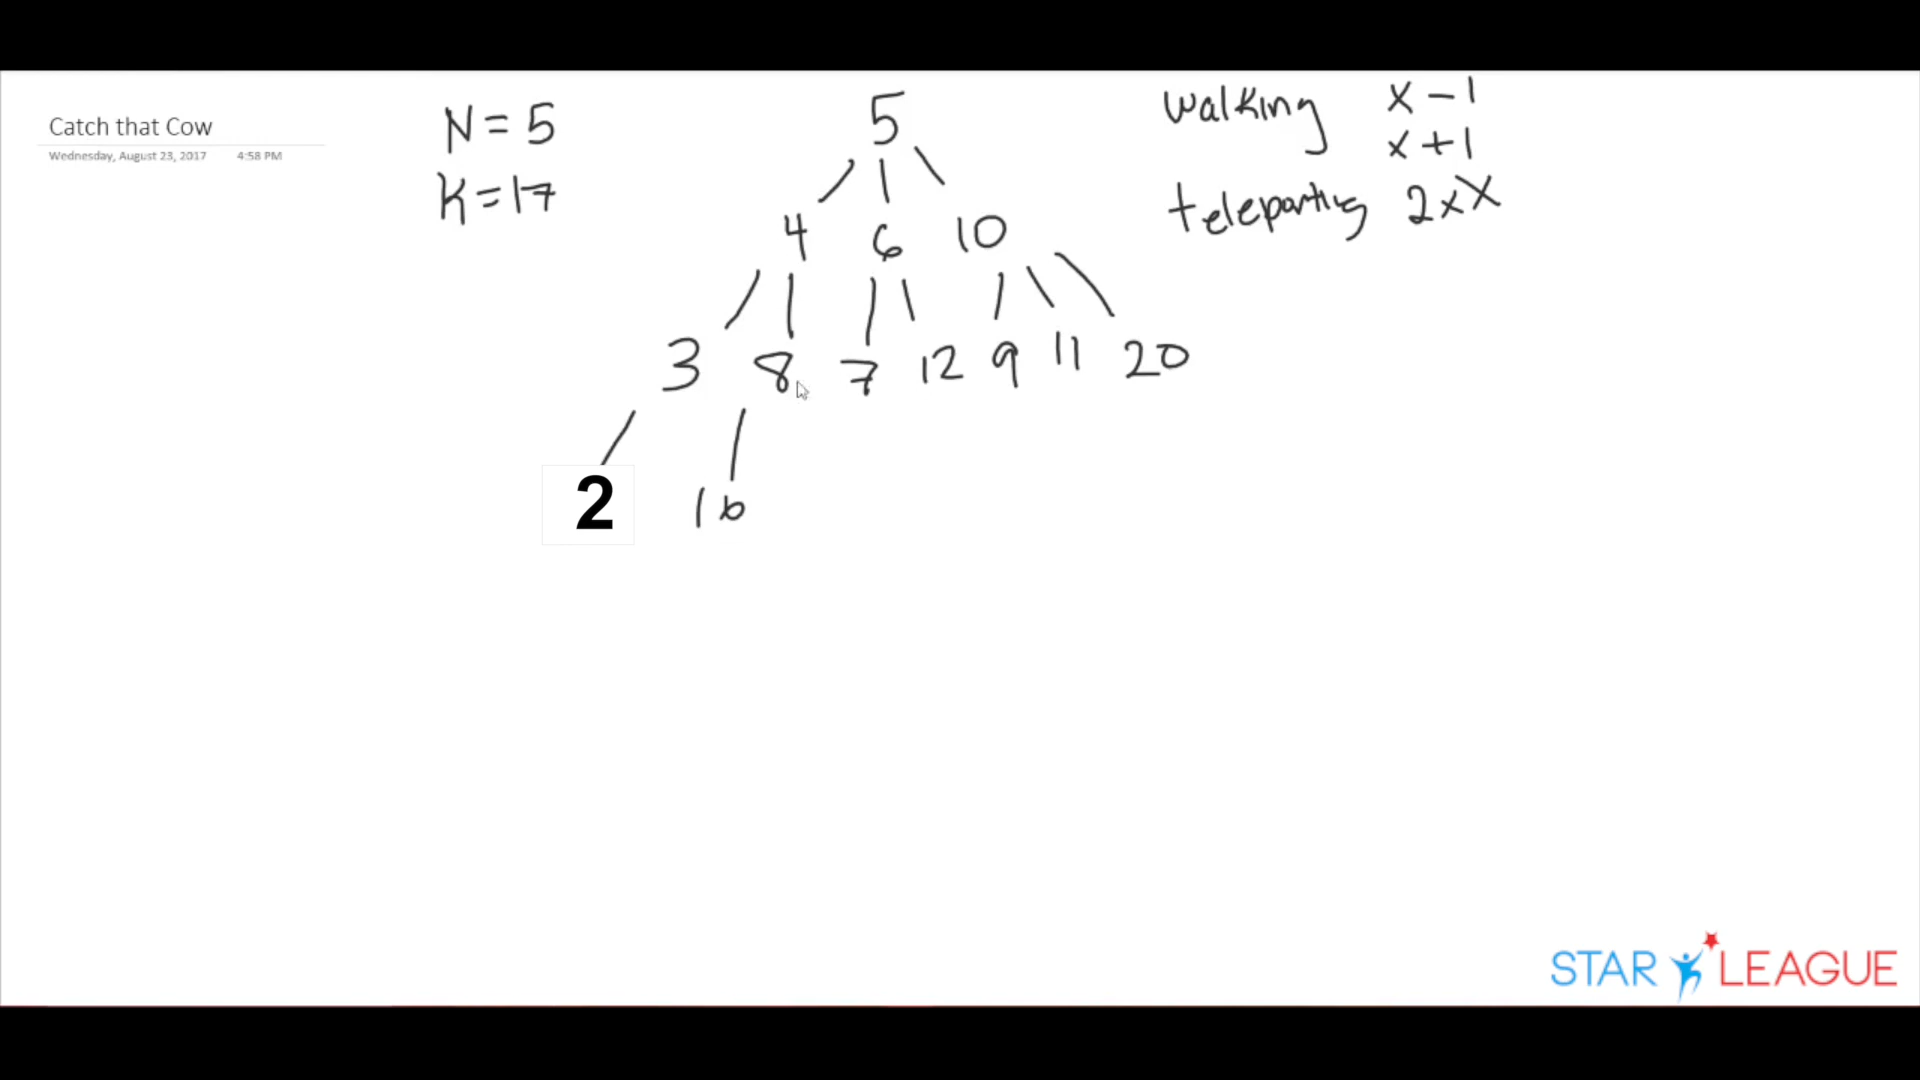 Catch that Cow
Wednesday, August 23, 2017 4:58 PM
N = 5
K = 17
5
4 6 10
3 8 7 12 9 11 20
2 16
walking x - 1
x + 1
teleporting 2 x X
STAR LEAGUE